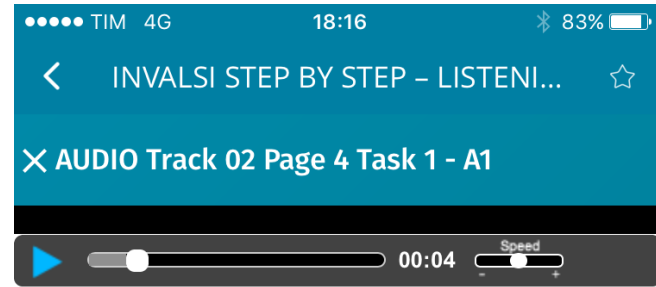 TIM 4G 18:16 83%
INVALSI STEP BY STEP – LISTENI...
AUDIO Track 02 Page 4 Task 1 - A1
00:04 Speed
- +